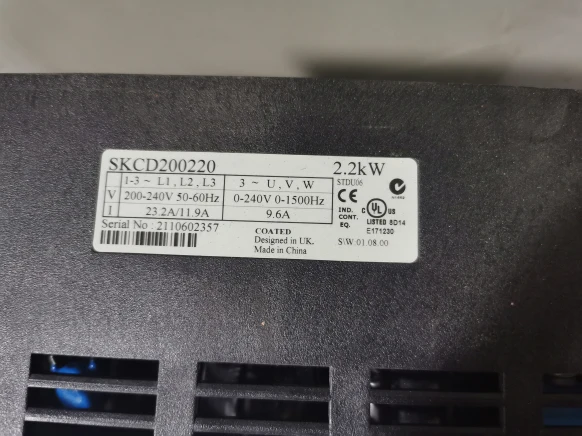 SKCD200220 2.2kW
1-3 ~ L1, L2, L3 3 ~ U, V, W STDU06
V 200-240V 50-60Hz 0-240V 0-1500Hz CE
I 23.2A/11.9A 9.6A IND. CONT. EQ. C UL US LISTED 8D14
Serial No : 2110602357 E171230
COATED
Designed in UK. S/W 01.08.00
Made in China